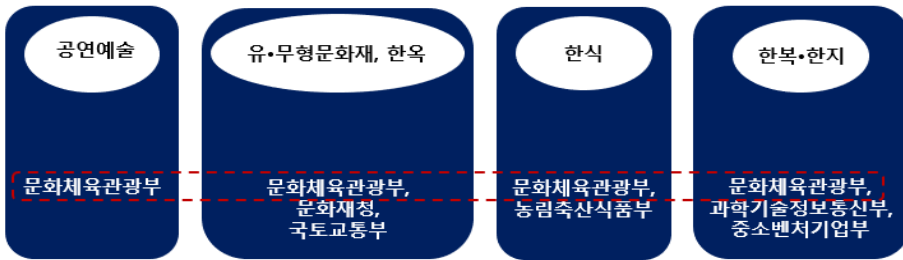 공연예술
유•무형문화재, 한옥
한식
한복•한지
문화체육관광부
문화체육관광부,
문화재청,
국토교통부
문화체육관광부,
농림축산식품부
문화체육관광부,
과학기술정보통신부,
중소벤처기업부